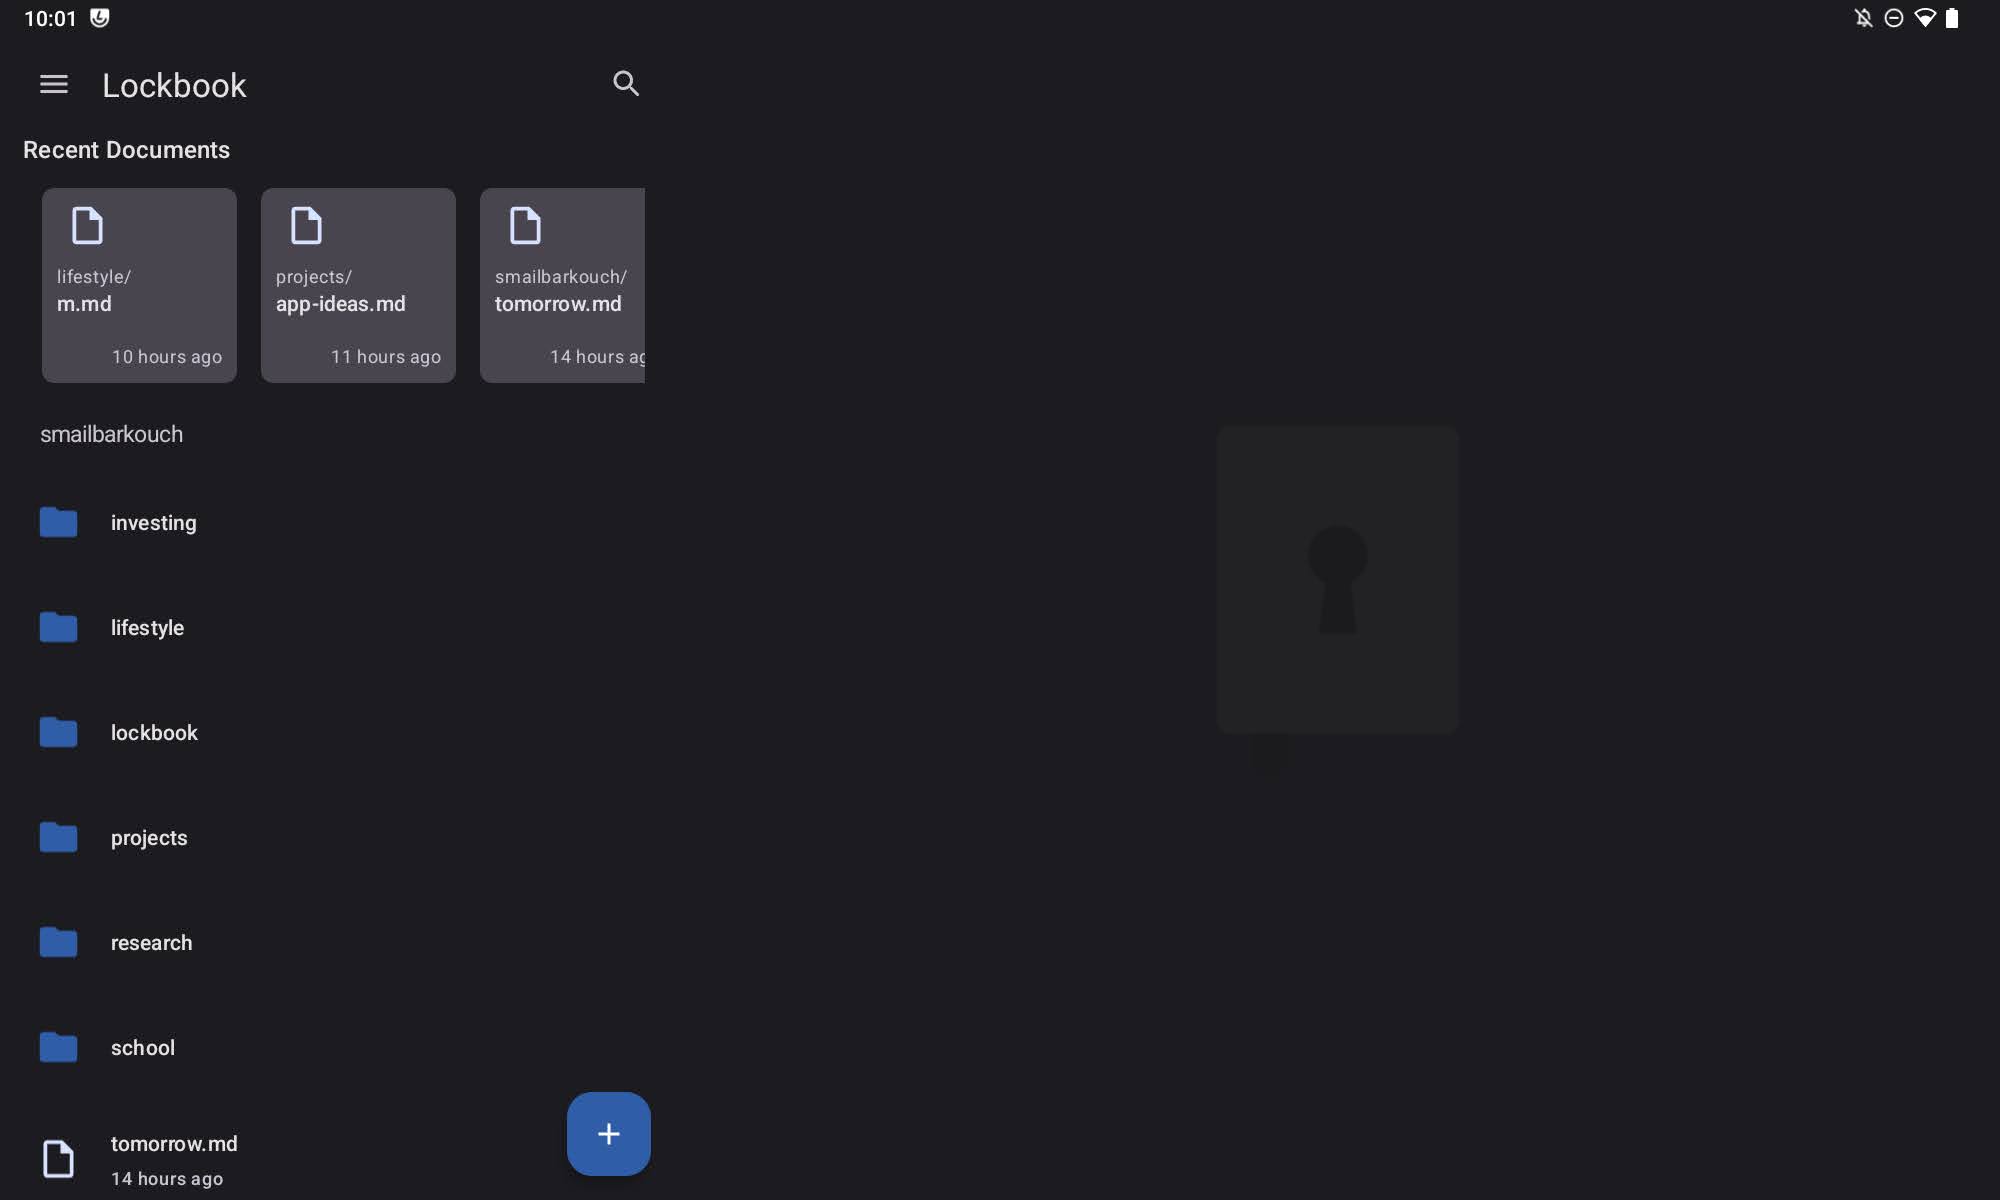 10:01
Lockbook
Recent Documents
lifestyle/
m.md
10 hours ago
projects/
app-ideas.md
11 hours ago
smailbarkouch/
tomorrow.md
14 hours ag
smailbarkouch
investing
lifestyle
lockbook
projects
research
school
tomorrow.md
14 hours ago